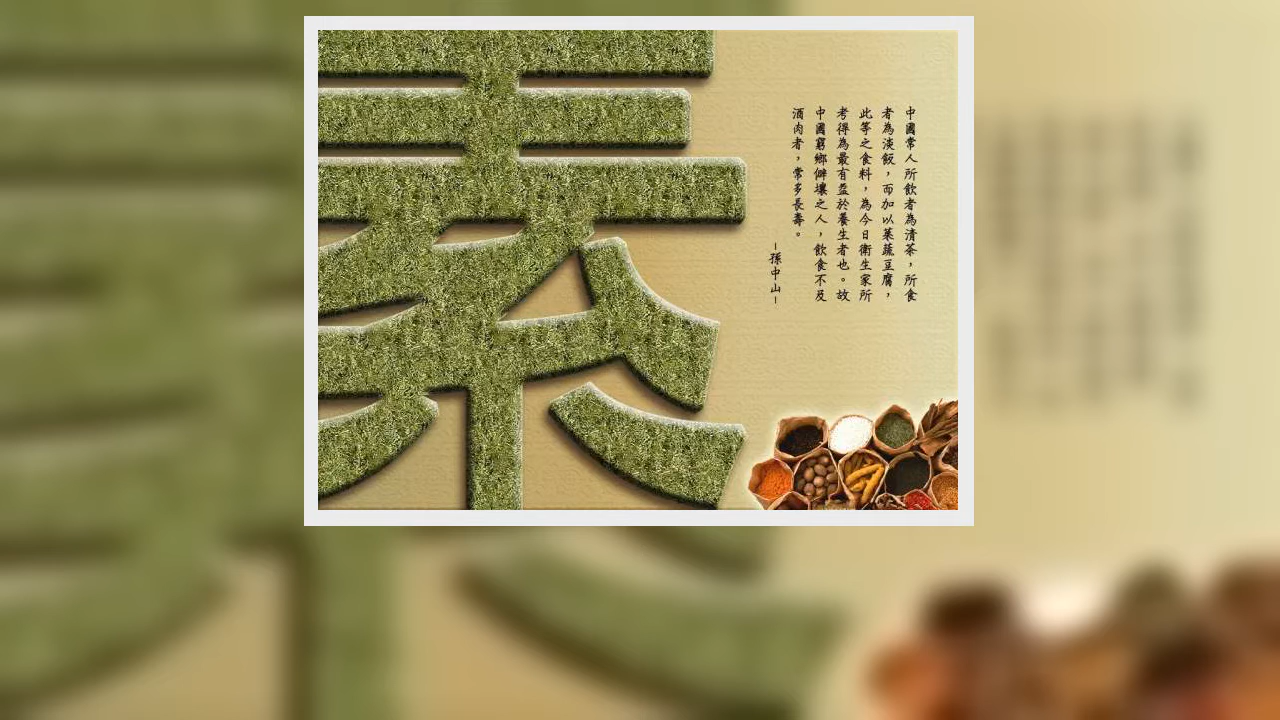 素
中國常人所飲者為清茶，所食
者為淡飯，而加以菜蔬豆腐，
此等之食料，為今日衛生家所
考得為最有益於養生者也。故
中國窮鄉僻壤之人，飲食不及
酒肉者，常多長壽。
–孫中山–